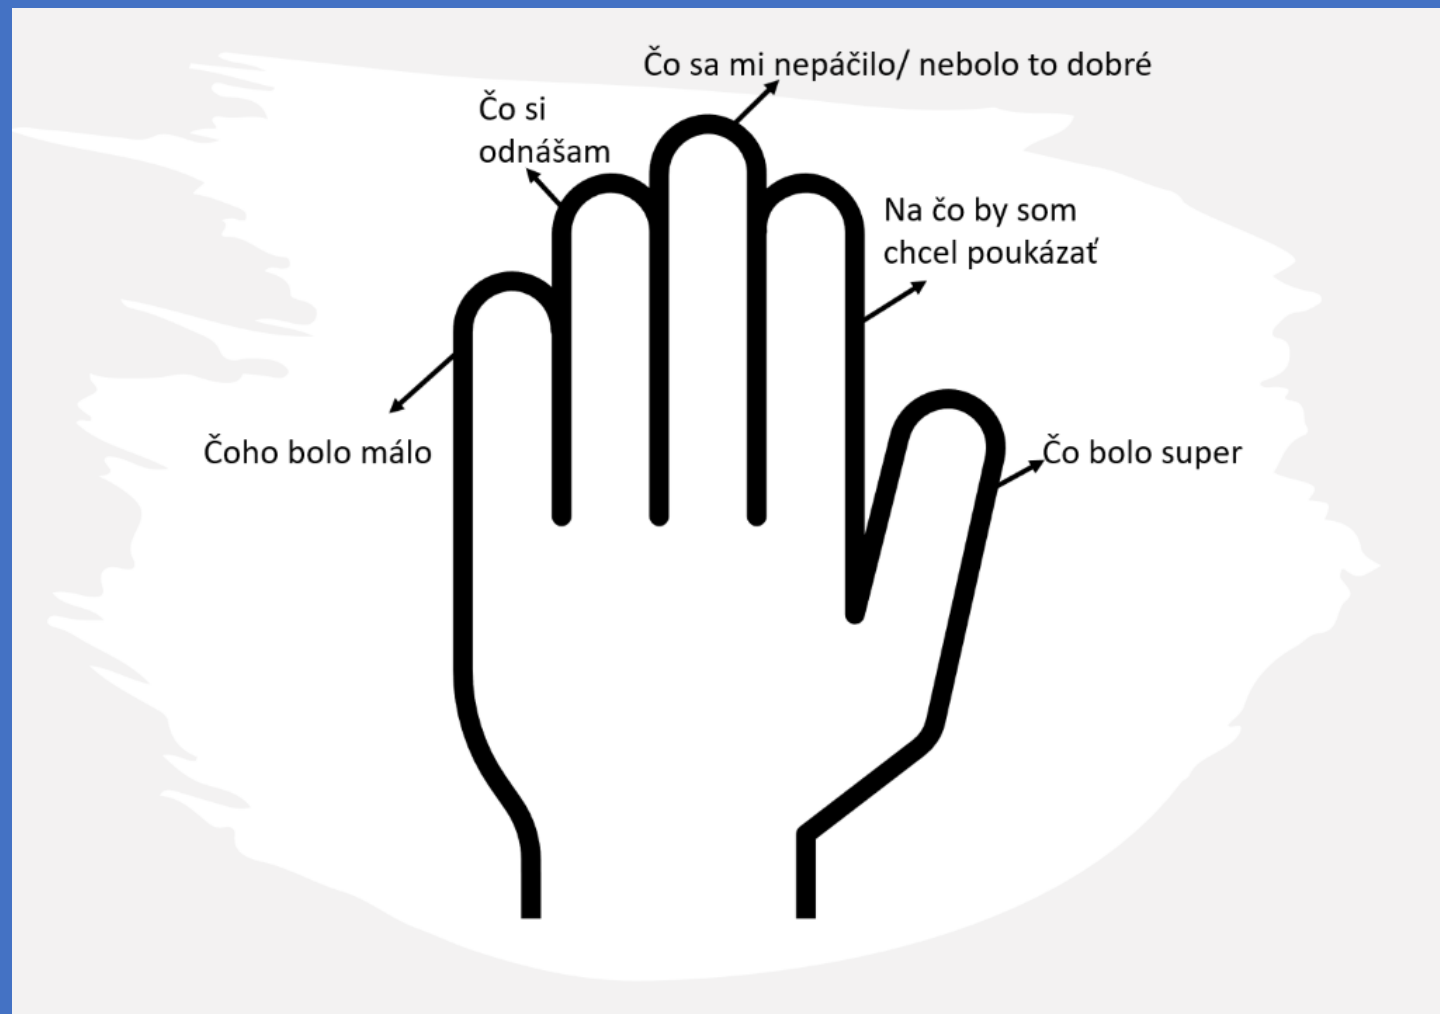 Čo sa mi nepáčilo/ nebolo to dobré
Čo si
odnášam
Na čo by som
chcel poukázať
Čoho bolo málo
Čo bolo super